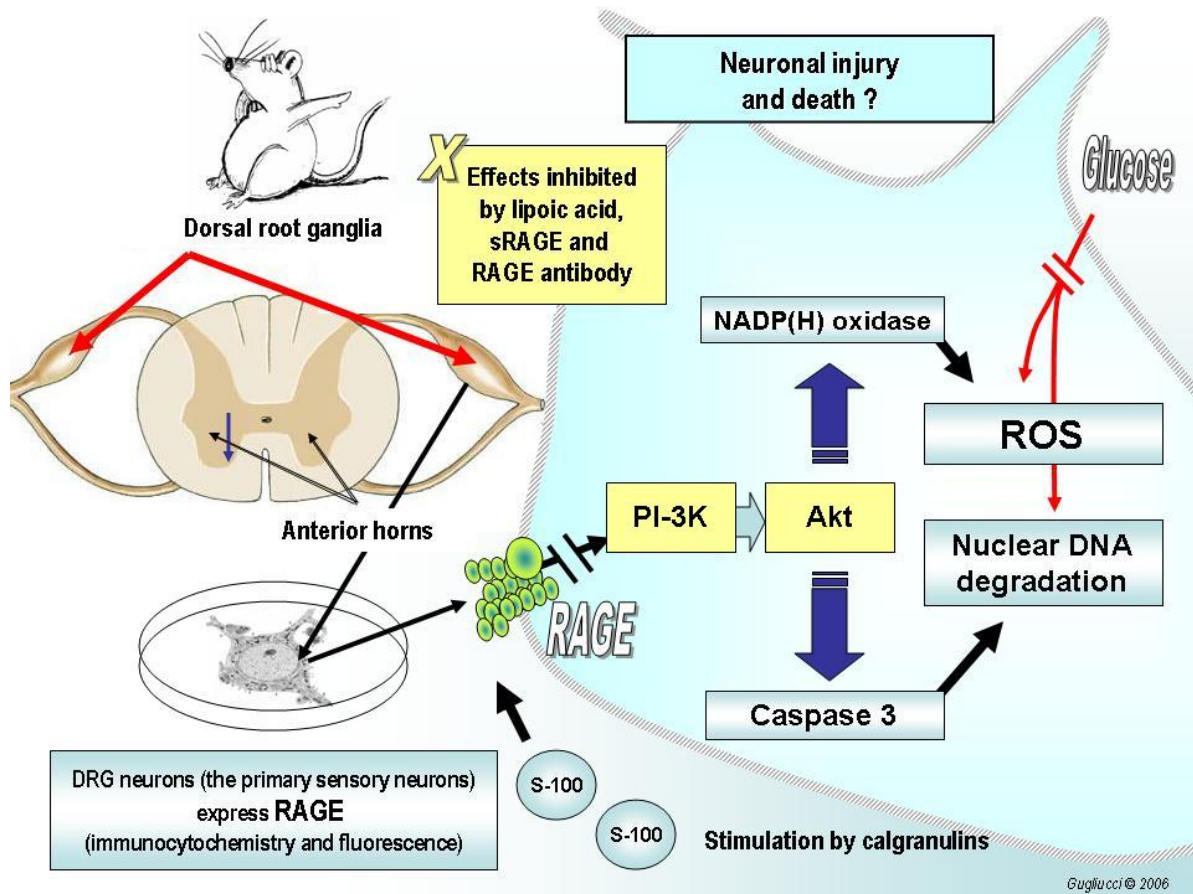 Neuronal injury
and death ?
Glucose
X
Effects inhibited
by lipoic acid,
sRAGE and
RAGE antibody
Dorsal root ganglia
NADP(H) oxidase
ROS
PI-3K
Akt
Anterior horns
Nuclear DNA
degradation
RAGE
Caspase 3
DRG neurons (the primary sensory neurons)
express RAGE
(immunocytochemistry and fluorescence)
S-100
S-100
Stimulation by calgranulins
Gugliucci © 2006